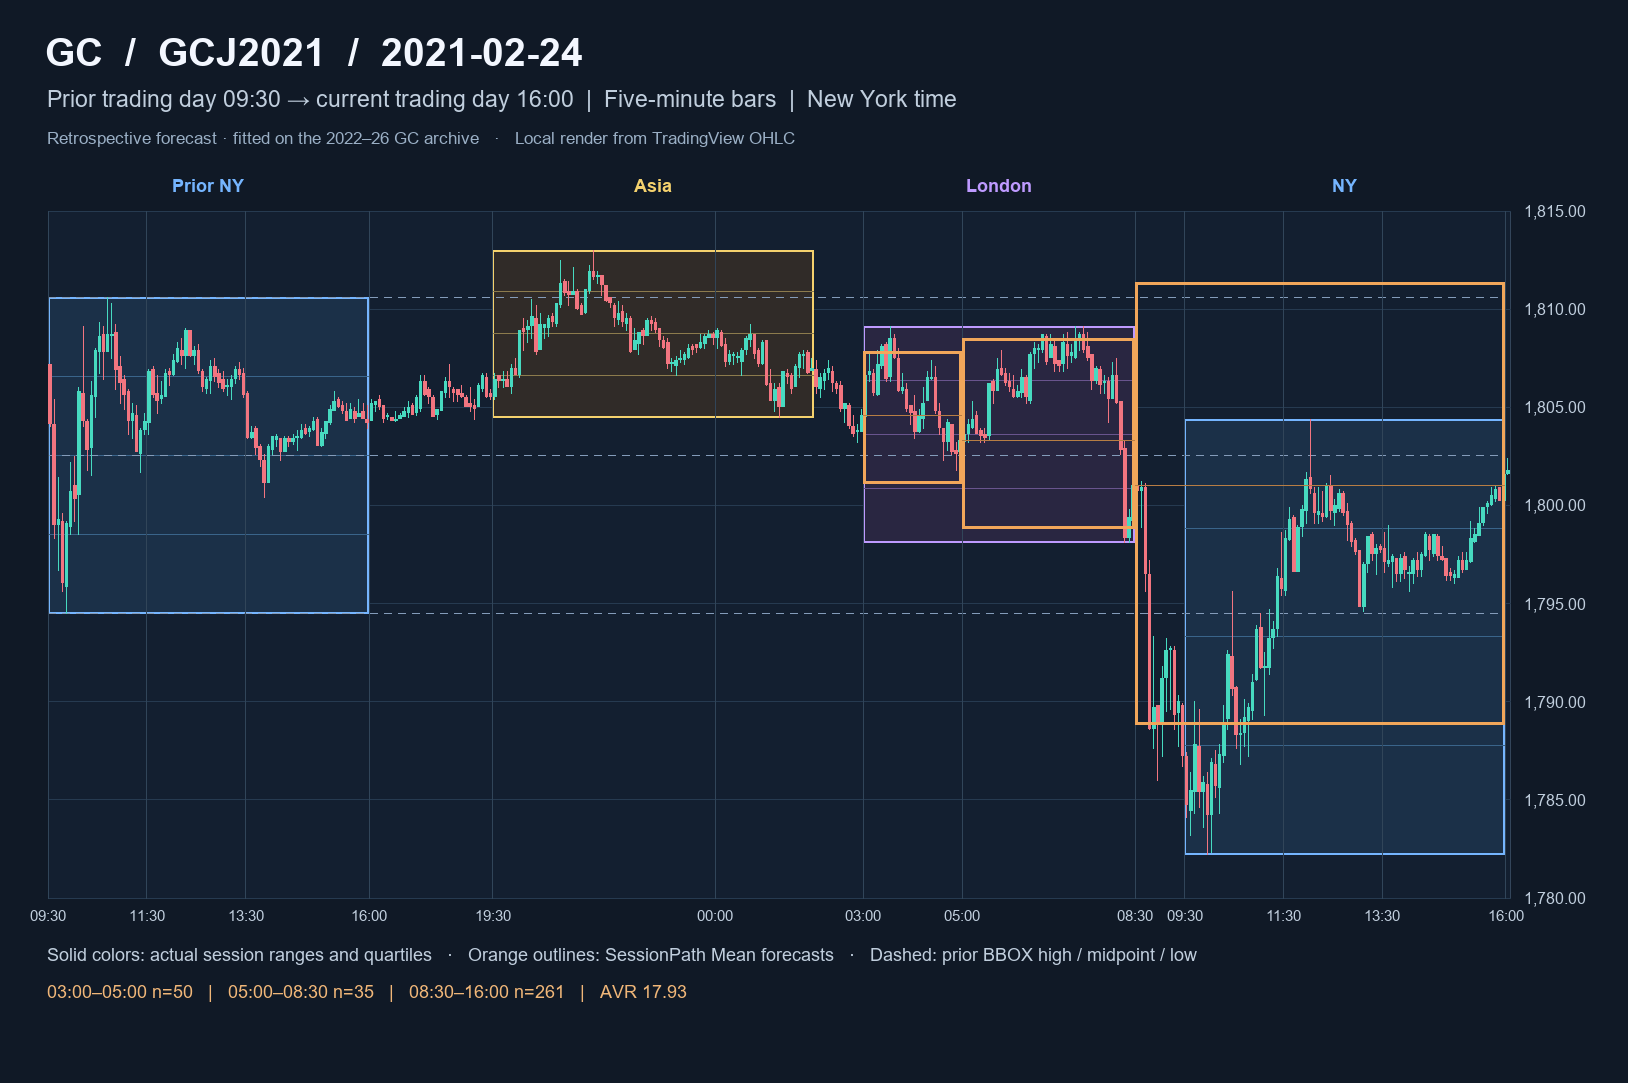 GC / GCJ2021 / 2021-02-24
Prior trading day 09:30 → current trading day 16:00 | Five-minute bars | New York time
Retrospective forecast · fitted on the 2022–26 GC archive · Local render from TradingView OHLC
Prior NY Asia London NY
1,815.00
1,810.00
1,805.00
1,800.00
1,795.00
1,790.00
1,785.00
1,780.00
09:30 11:30 13:30 16:00 19:30 00:00 03:00 05:00 08:30 09:30 11:30 13:30 16:00
Solid colors: actual session ranges and quartiles · Orange outlines: SessionPath Mean forecasts · Dashed: prior BBOX high / midpoint / low
03:00–05:00 n=50 | 05:00–08:30 n=35 | 08:30–16:00 n=261 | AVR 17.93